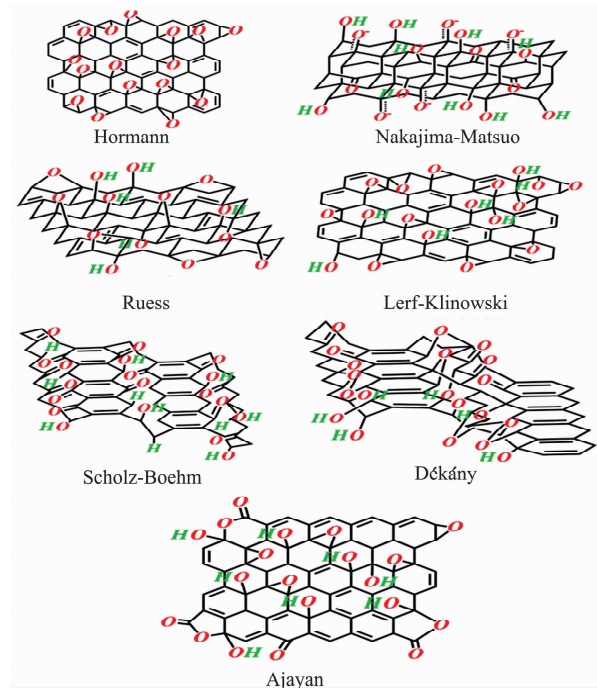 Hormann
Nakajima-Matsuo
Ruess
Lerf-Klinowski
Scholz-Boehm
Dékány
Ajayan